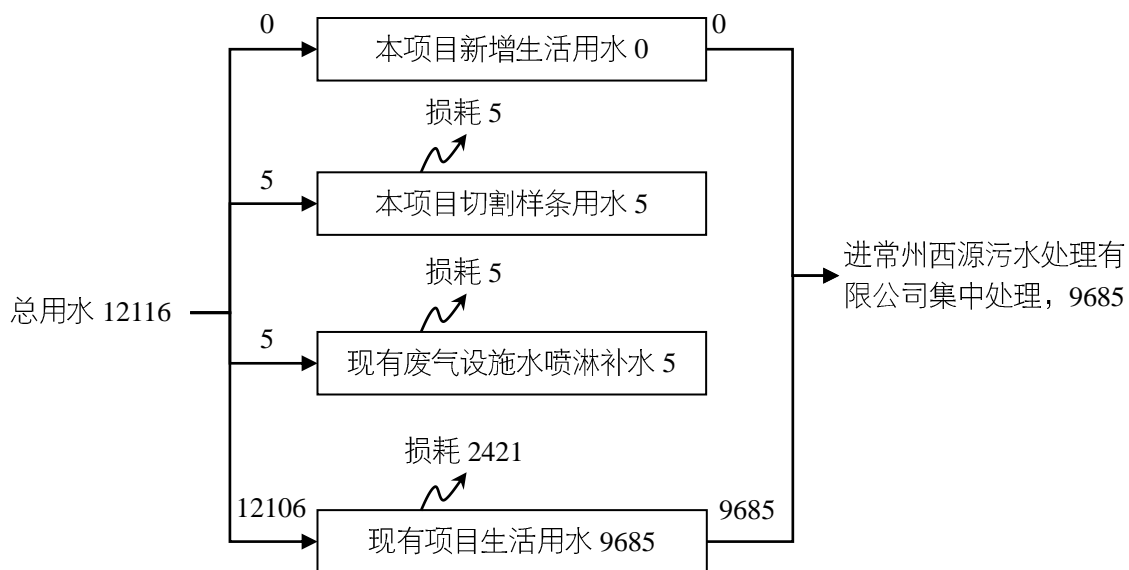 0
0
本项目新增生活用水 0
损耗 5
5
本项目切割样条用水 5
进常州西源污水处理有
限公司集中处理，9685
损耗 5
总用水 12116
5
现有废气设施水喷淋补水 5
损耗 2421
12106
9685
现有项目生活用水 9685